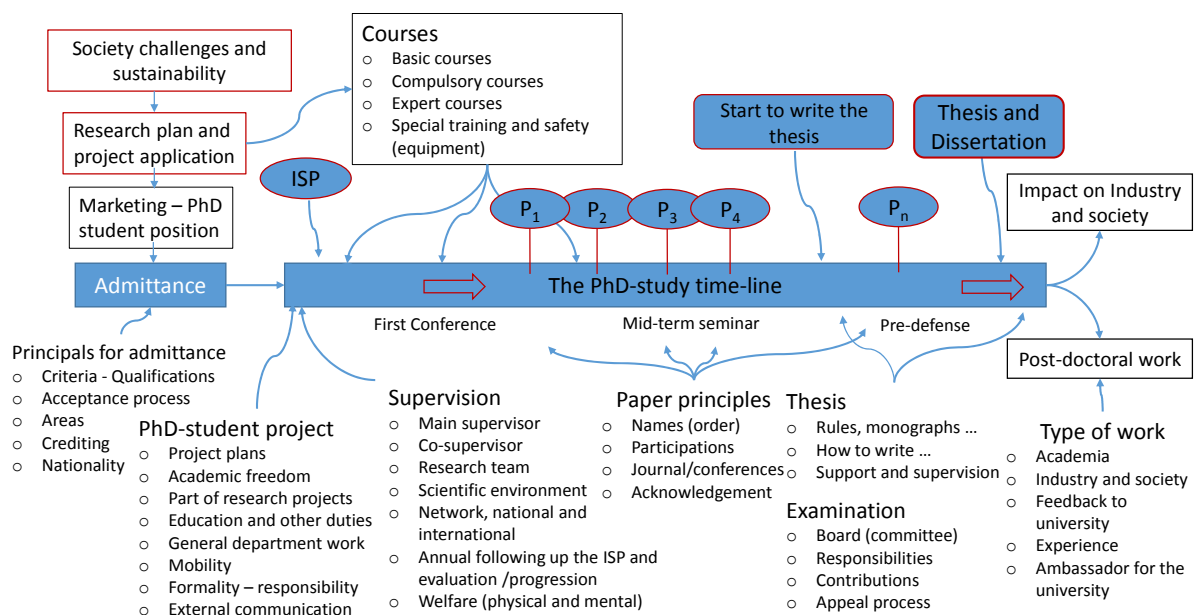 Society challenges and
sustainability
Research plan and
project application
Marketing – PhD
student position
Admittance
Courses
o Basic courses
o Compulsory courses
o Expert courses
o Special training and safety
(equipment)
ISP
P1
P2
P3
P4
Start to write the
thesis
Pn
Thesis and
Dissertation
Impact on Industry
and society
The PhD-study time-line
First Conference
Mid-term seminar
Pre-defense
Post-doctoral work
Principals for admittance
o Criteria - Qualifications
o Acceptance process
o Areas
o Crediting
o Nationality
PhD-student project
o Project plans
o Academic freedom
o Part of research projects
o Education and other duties
o General department work
o Mobility
o Formality – responsibility
o External communication
Supervision
o Main supervisor
o Co-supervisor
o Research team
o Scientific environment
o Network, national and
international
o Annual following up the ISP and
evaluation /progression
o Welfare (physical and mental)
Paper principles
o Names (order)
o Participations
o Journal/conferences
o Acknowledgement
Thesis
o Rules, monographs ...
o How to write ...
o Support and supervision
Examination
o Board (committee)
o Responsibilities
o Contributions
o Appeal process
Type of work
o Academia
o Industry and society
o Feedback to
university
o Experience
o Ambassador for the
university